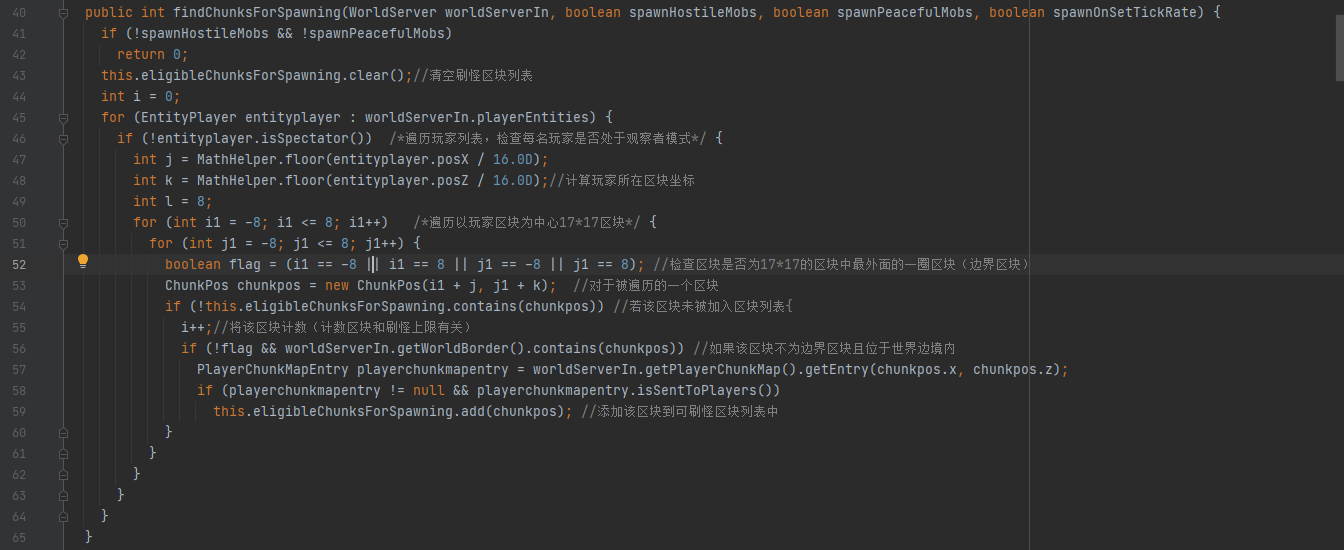 40 public int findChunksForSpawning(WorldServer worldServerIn, boolean spawnHostileMobs, boolean spawnPeacefulMobs, boolean spawnOnSetTickRate) {
41 if (!spawnHostileMobs && !spawnPeacefulMobs)
42 return 0;
43 this.eligibleChunksForSpawning.clear();//清空刷怪区块列表
44 int i = 0;
45 for (EntityPlayer entityplayer : worldServerIn.playerEntities) {
46 if (!entityplayer.isSpectator()) /*遍历玩家列表，检查每名玩家是否处于观察者模式*/ {
47 int j = MathHelper.floor(entityplayer.posX / 16.0D);
48 int k = MathHelper.floor(entityplayer.posZ / 16.0D);//计算玩家所在区块坐标
49 int l = 8;
50 for (int i1 = -8; i1 <= 8; i1++) /*遍历以玩家区块为中心17*17区块*/ {
51 for (int j1 = -8; j1 <= 8; j1++) {
52 boolean flag = (i1 == -8 || i1 == 8 || j1 == -8 || j1 == 8); //检查区块是否为17*17的区块中最外面的一圈区块（边界区块）
53 ChunkPos chunkpos = new ChunkPos(i1 + j, j1 + k); //对于被遍历的一个区块
54 if (!this.eligibleChunksForSpawning.contains(chunkpos)) //若该区块未被加入区块列表{
55 i++;//将该区块计数（计数区块和刷怪上限有关）
56 if (!flag && worldServerIn.getWorldBorder().contains(chunkpos)) //如果该区块不为边界区块且位于世界边境内
57 PlayerChunkMapEntry playerchunkmapentry = worldServerIn.getPlayerChunkMap().getEntry(chunkpos.x, chunkpos.z);
58 if (playerchunkmapentry != null && playerchunkmapentry.isSentToPlayers())
59 this.eligibleChunksForSpawning.add(chunkpos); //添加该区块到可刷怪区块列表中
60 }
61 }
62 }
63 }
64 }
65 }